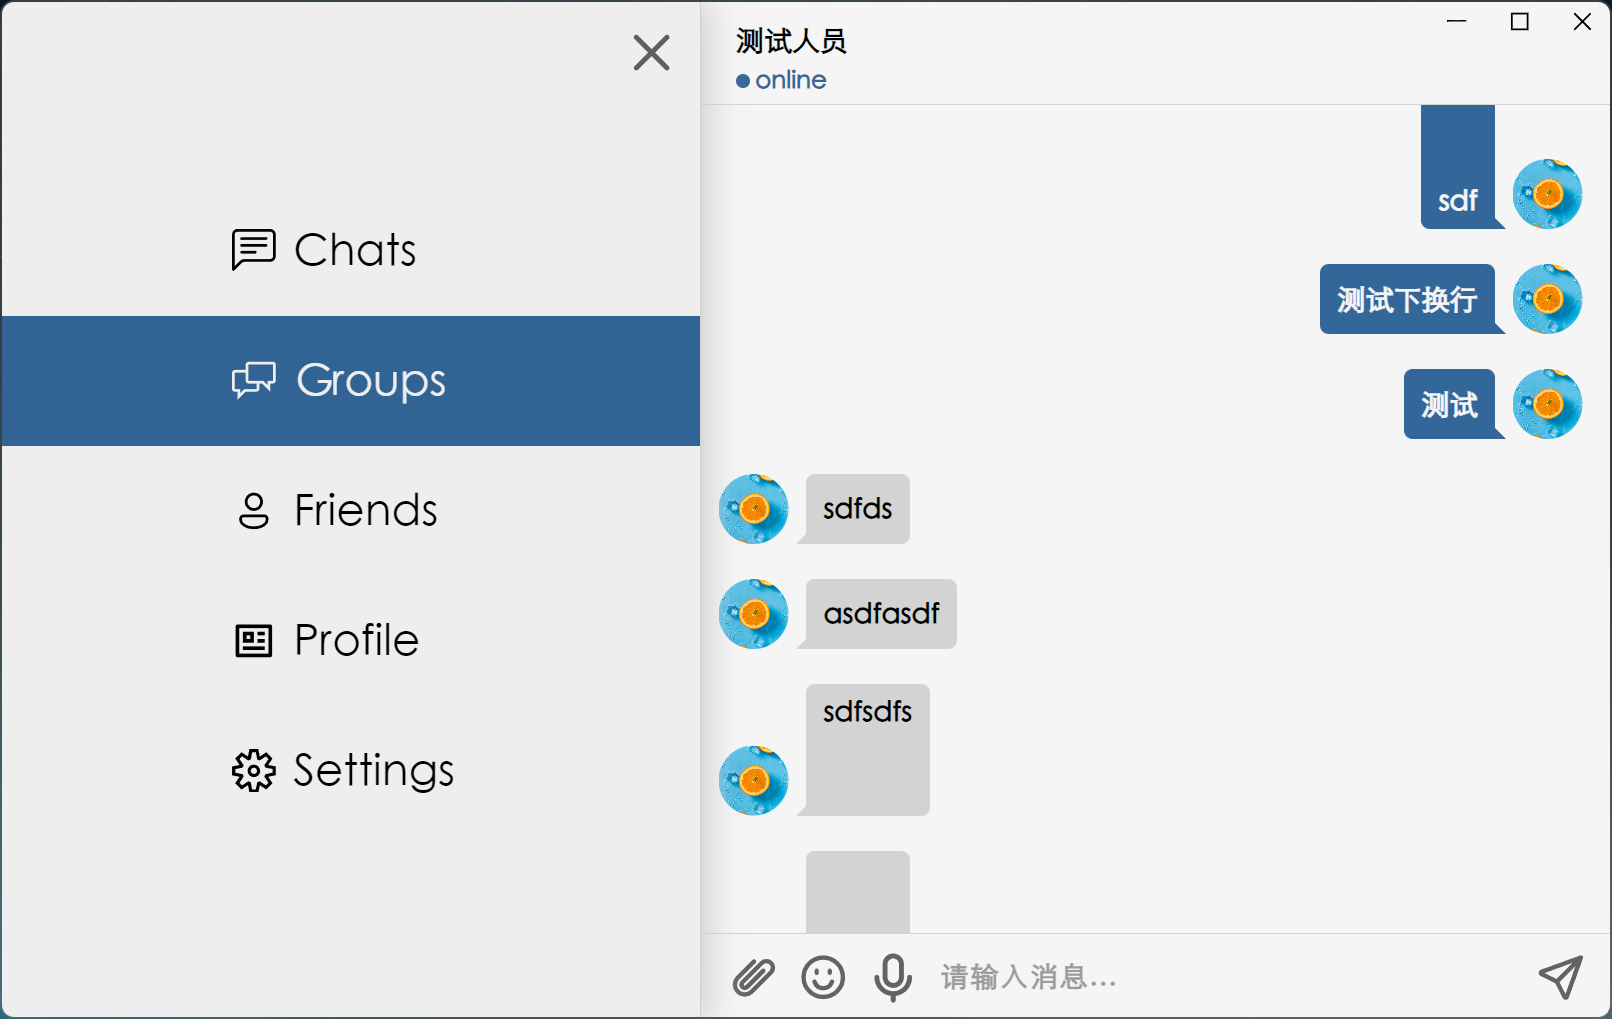 Chats
Groups
Friends
Profile
Settings
测试人员
online
sdf
测试下换行
测试
sdfds
asdfasdf
sdfsdfs
请输入消息...